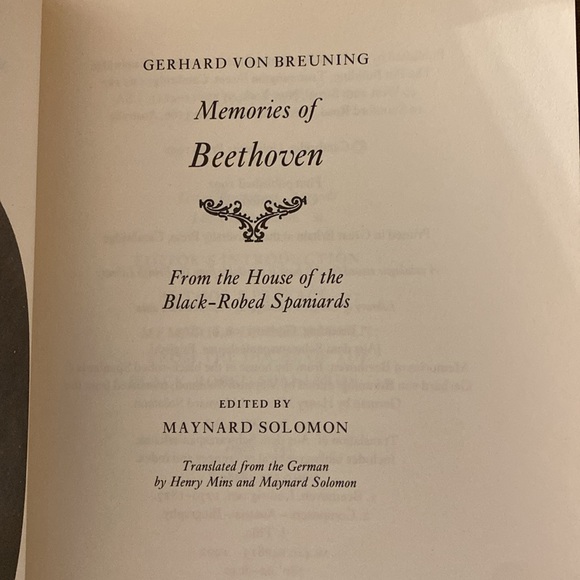 GERHARD VON BREUNING
Memories of
Beethoven
From the House of the
Black-Robed Spaniards
EDITED BY
MAYNARD SOLOMON
Translated from the German
by Henry Mins and Maynard Solomon